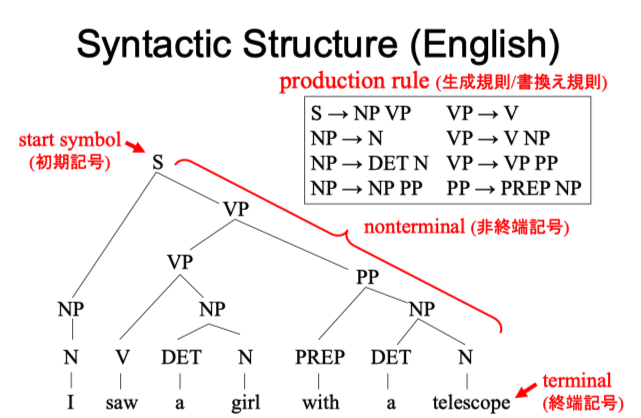 Syntactic Structure (English)
production rule (生成規則/書換え規則)
S → NP VP VP → V
NP → N VP → V NP
NP → DET N VP → VP PP
NP → NP PP PP → PREP NP
start symbol
(初期記号)
S
VP
nonterminal (非終端記号)
VP
PP
NP NP NP
N V DET N PREP DET N
I saw a girl with a telescope
terminal
(終端記号)